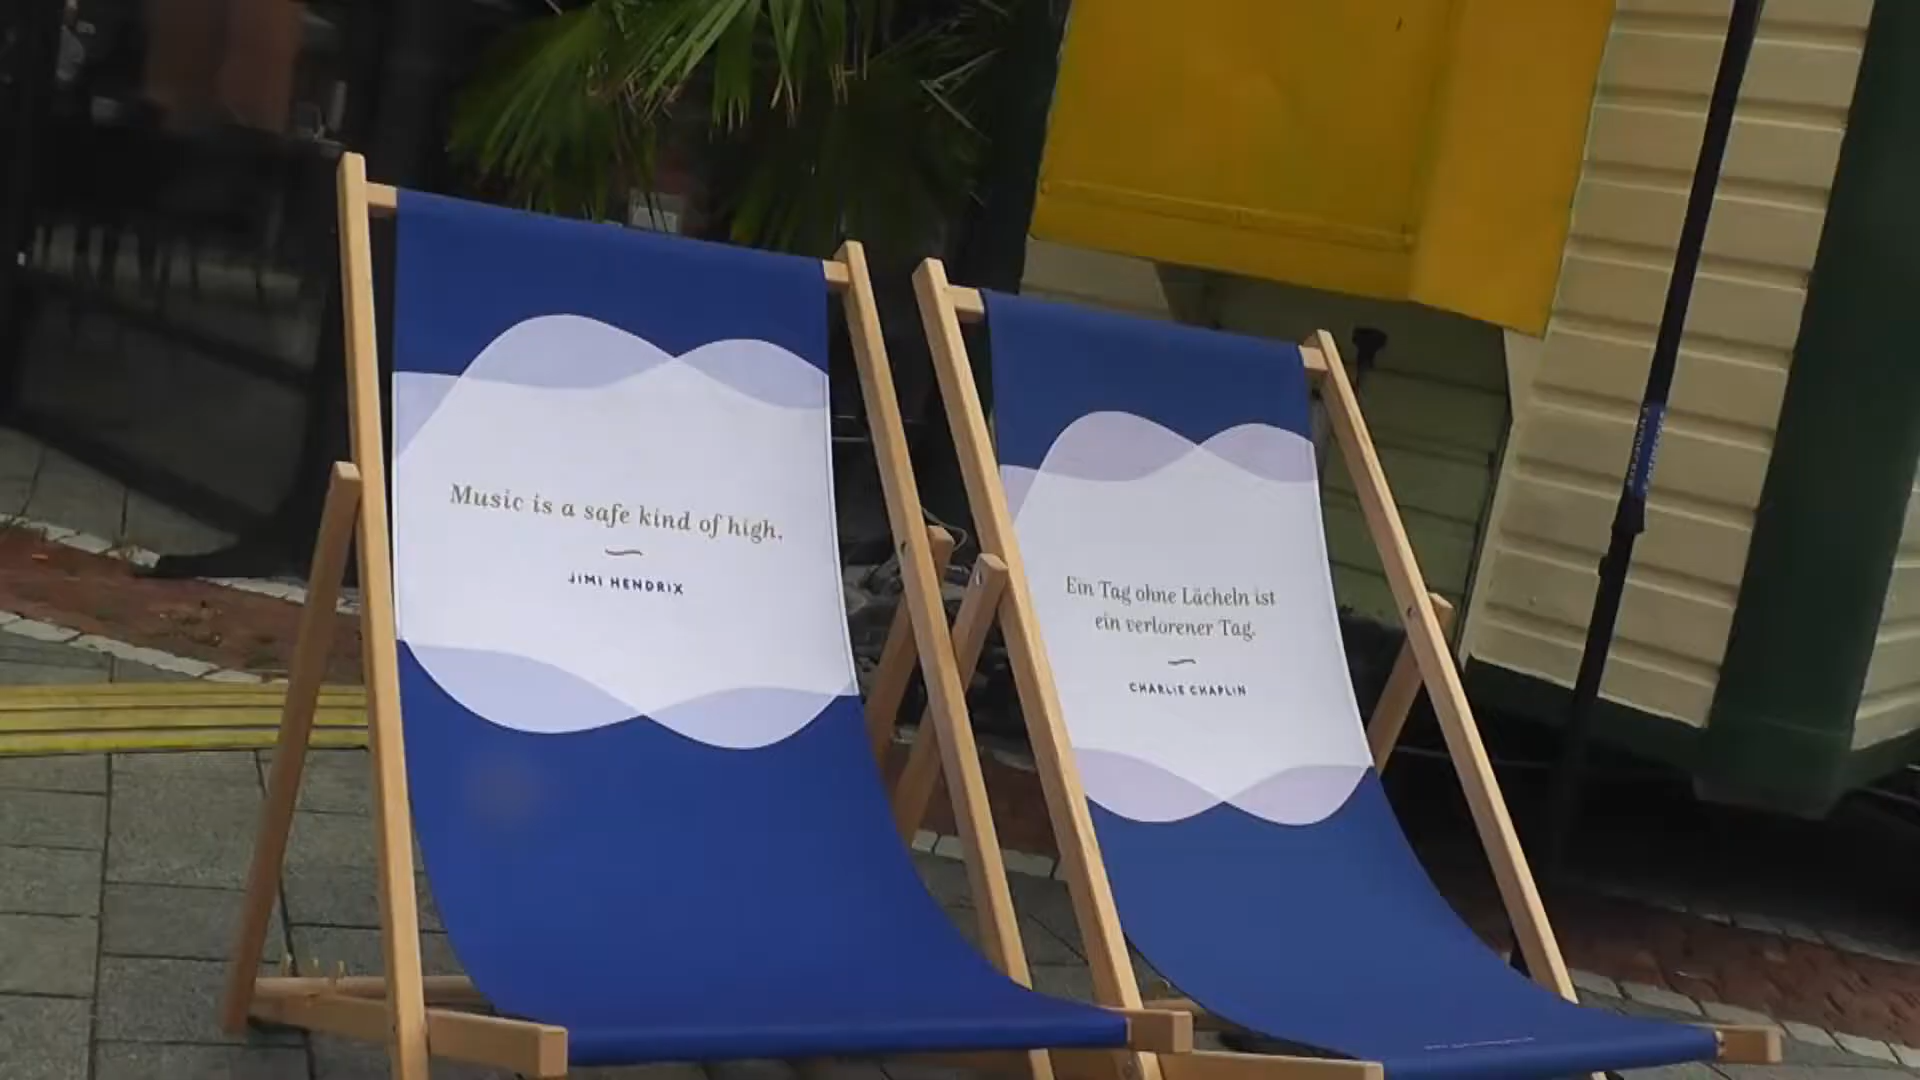 Music is a safe kind of high.
JIMI HENDRIX
Ein Tag ohne Lächeln ist
ein verlorener Tag.
CHARLIE CHAPLIN